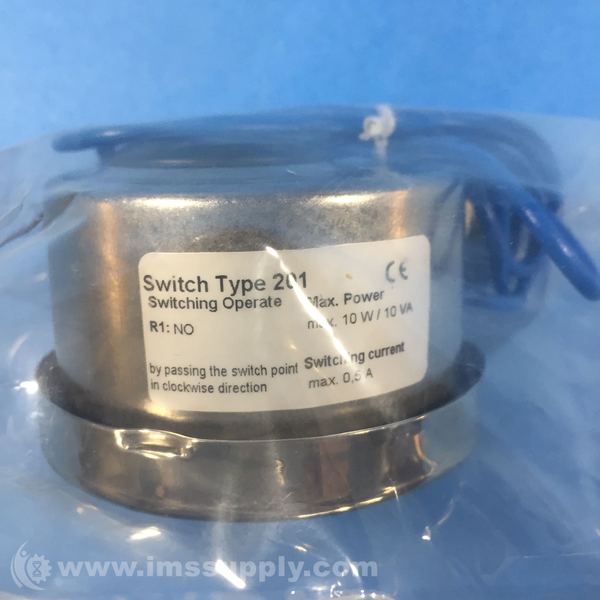 Switch Type 201
CE
Switching Operate
Max. Power
R1: NO
max. 10 W / 10 VA
by passing the switch point
in clockwise direction
Switching current
max. 0,5 A
www.imssupply.com